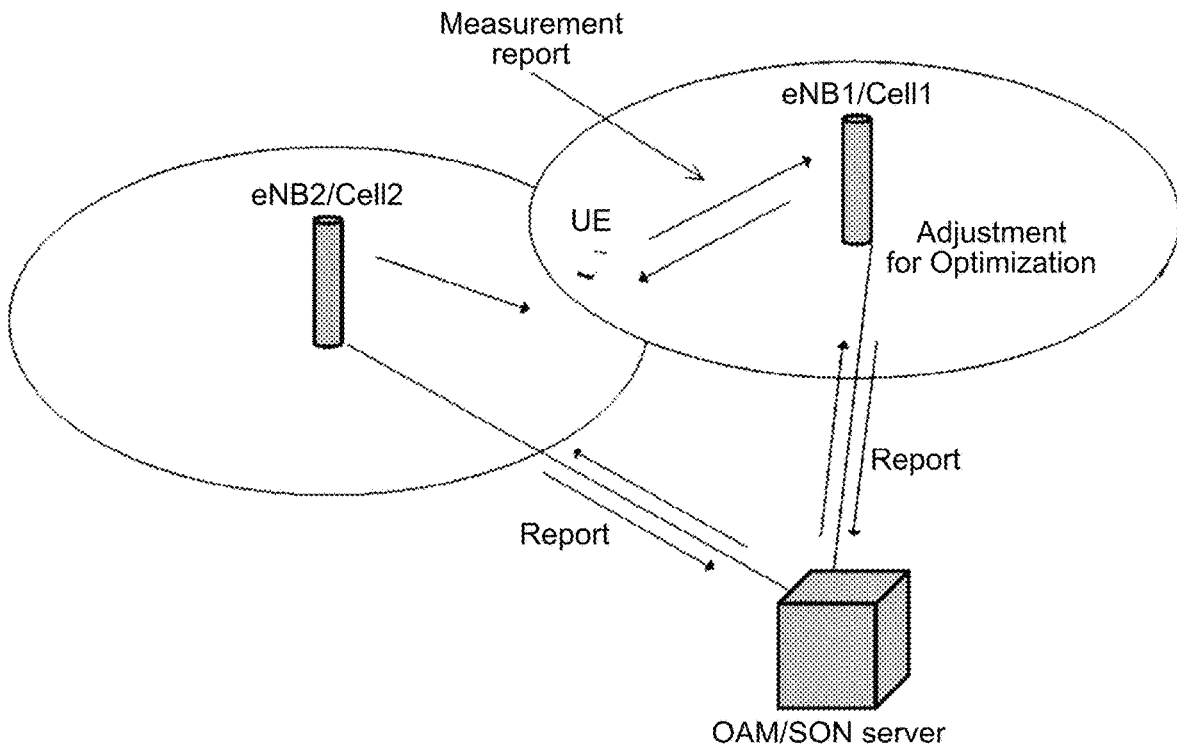 Measurement
report
eNB1/Cell1
eNB2/Cell2
UE
Adjustment
for Optimization
Report
Report
OAM/SON server